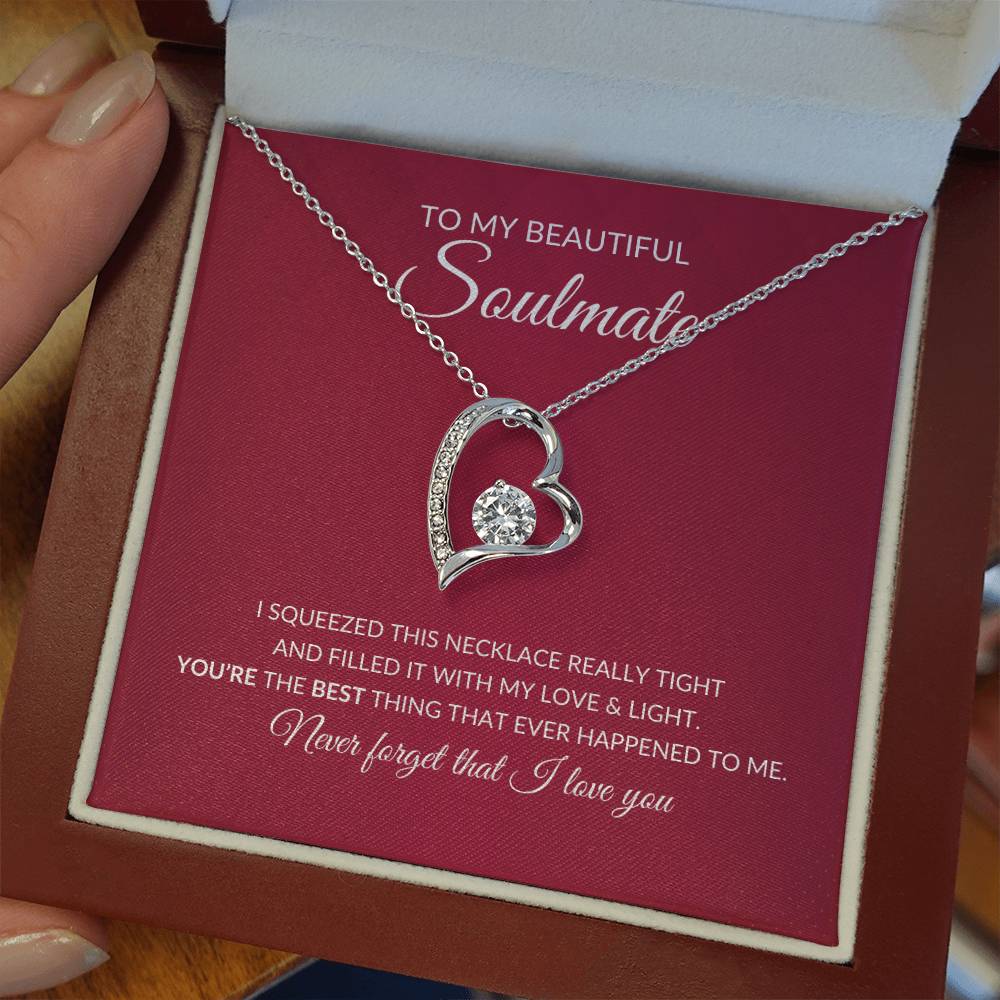 TO MY BEAUTIFUL
Soulmate
I SQUEEZED THIS NECKLACE REALLY TIGHT
AND FILLED IT WITH MY LOVE & LIGHT.
YOU'RE THE BEST THING THAT EVER HAPPENED TO ME.
Never forget that I love you